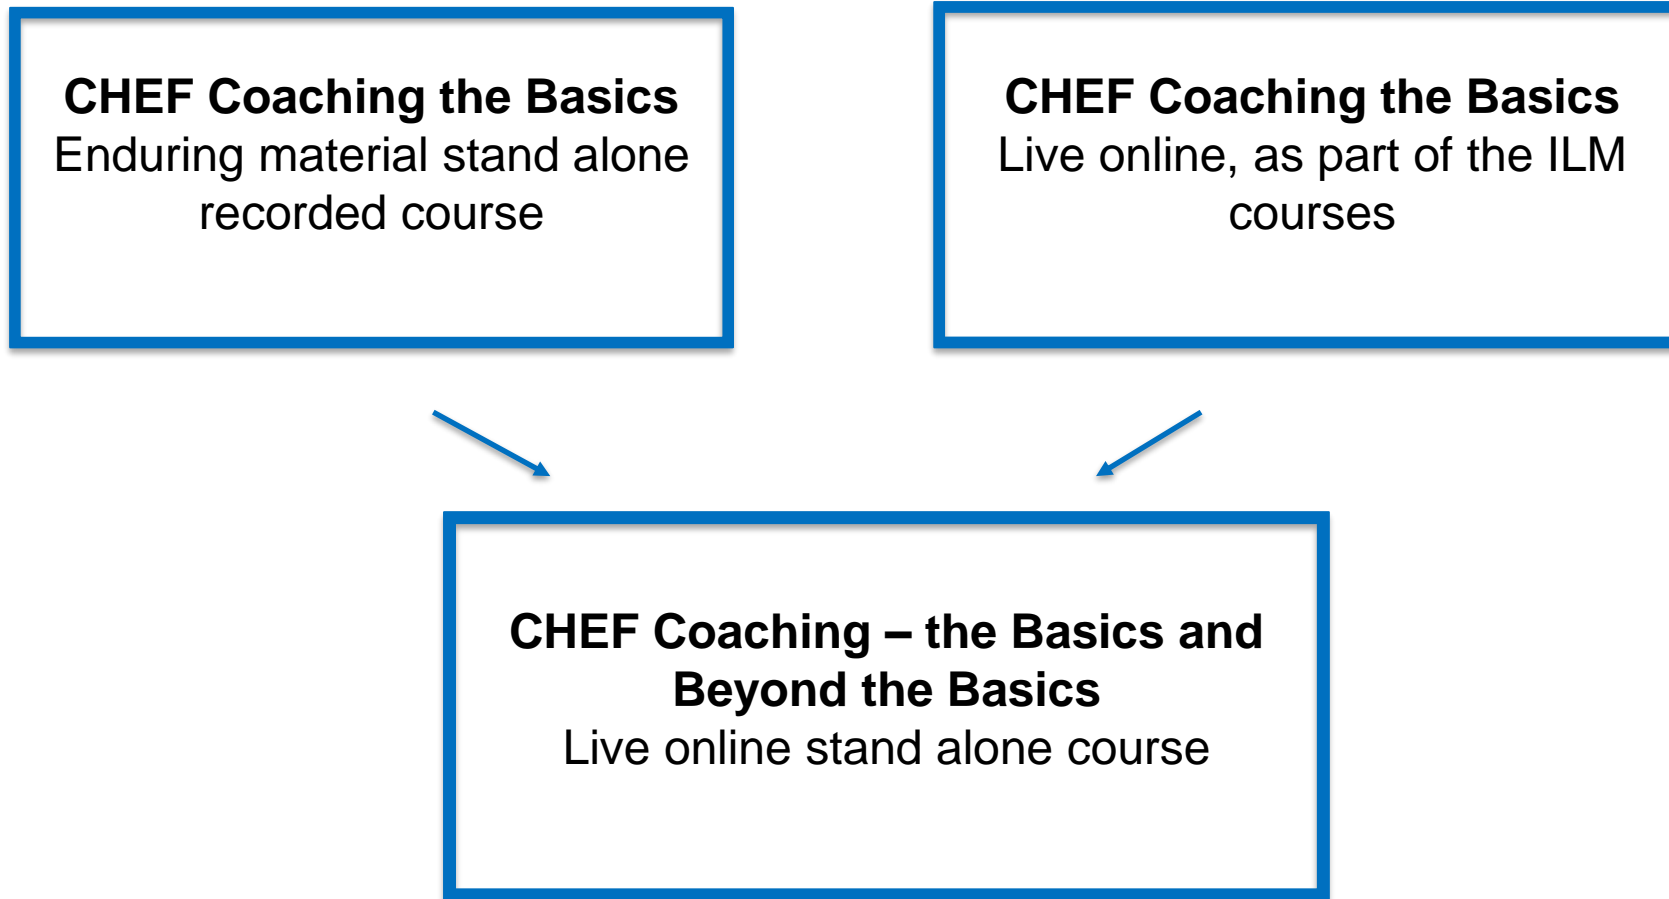 CHEF Coaching the Basics
Enduring material stand alone
recorded course
CHEF Coaching the Basics
Live online, as part of the ILM
courses
CHEF Coaching – the Basics and
Beyond the Basics
Live online stand alone course